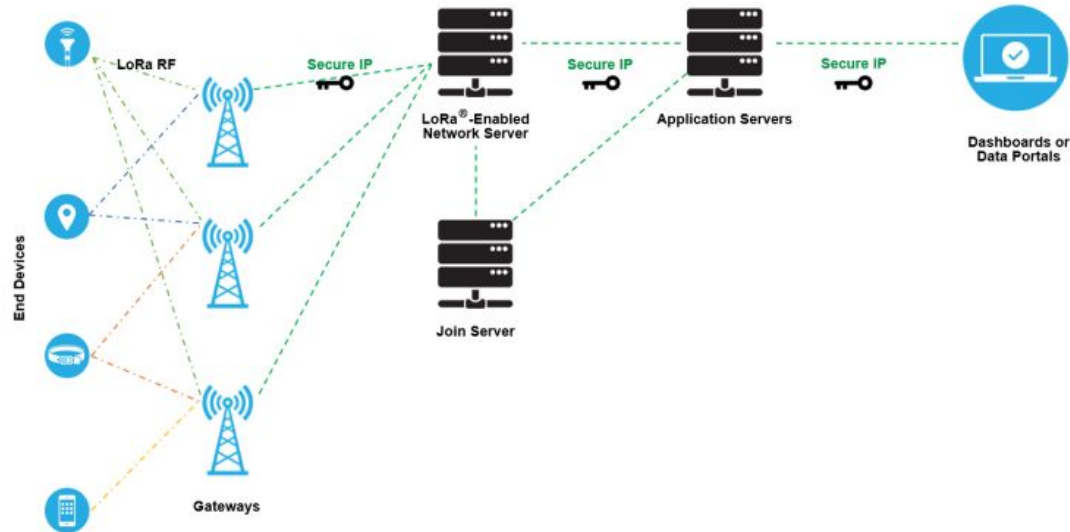 LoRa RF
Secure IP
Secure IP
Secure IP
LoRa®-Enabled
Network Server
Application Servers
Dashboards or
Data Portals
End Devices
Join Server
Gateways